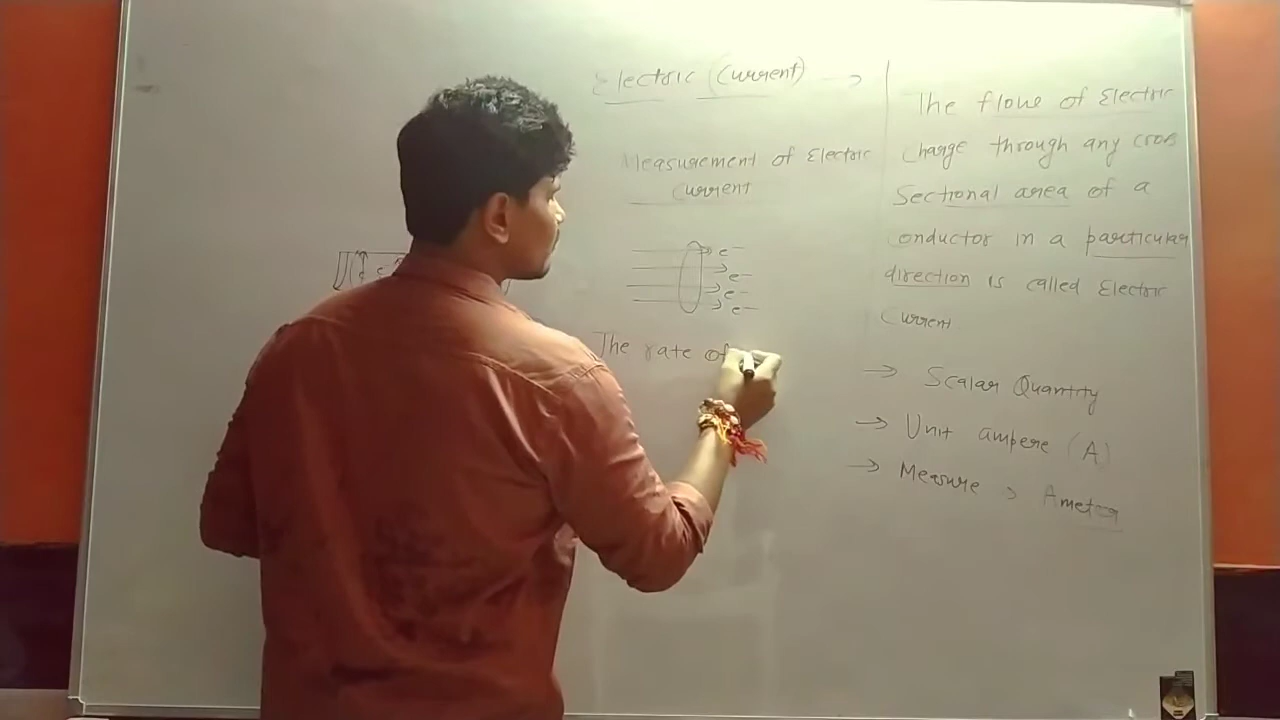 Electric (Current) →
Measurement of Electric
Current
e⁻
e⁻
e⁻
e⁻
The rate of
The flow of Electric
charge through any cross
Sectional area of a
conductor in a particular
direction is called Electric
Current
→ Scalar Quantity
→ Unit ampere (A)
→ Measure > Ameter